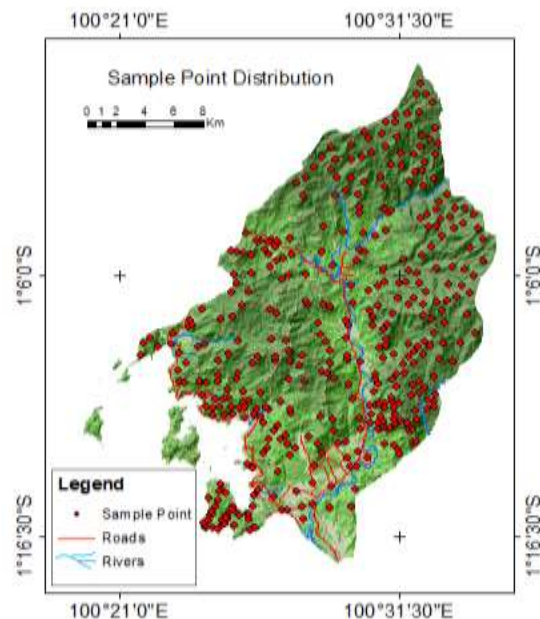 100°21'0"E 100°31'30"E
Sample Point Distribution
0 1 2 4 6 8
Km
1°6'0"S 1°6'0"S
Legend
Sample Point
Roads
Rivers
1°16'30"S 1°16'30"S
100°21'0"E 100°31'30"E